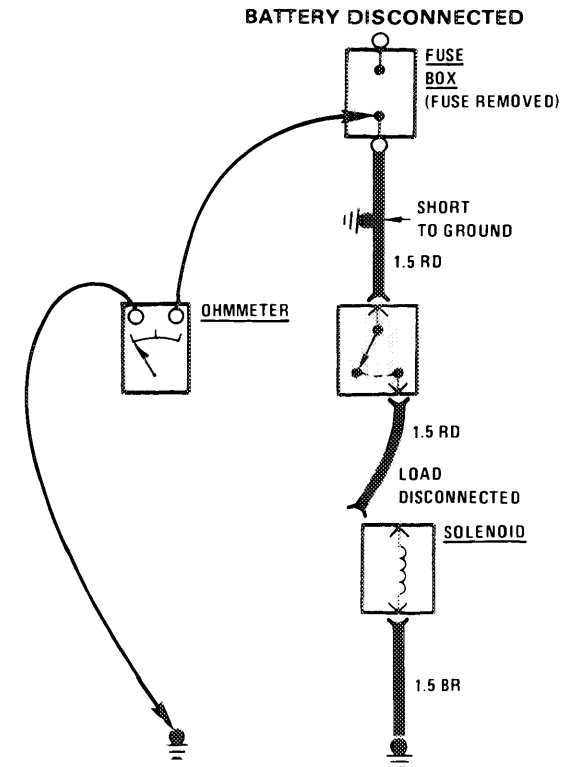 BATTERY DISCONNECTED
FUSE
BOX
(FUSE REMOVED)
SHORT
TO GROUND
1.5 RD
OHMMETER
1.5 RD
LOAD
DISCONNECTED
SOLENOID
1.5 BR